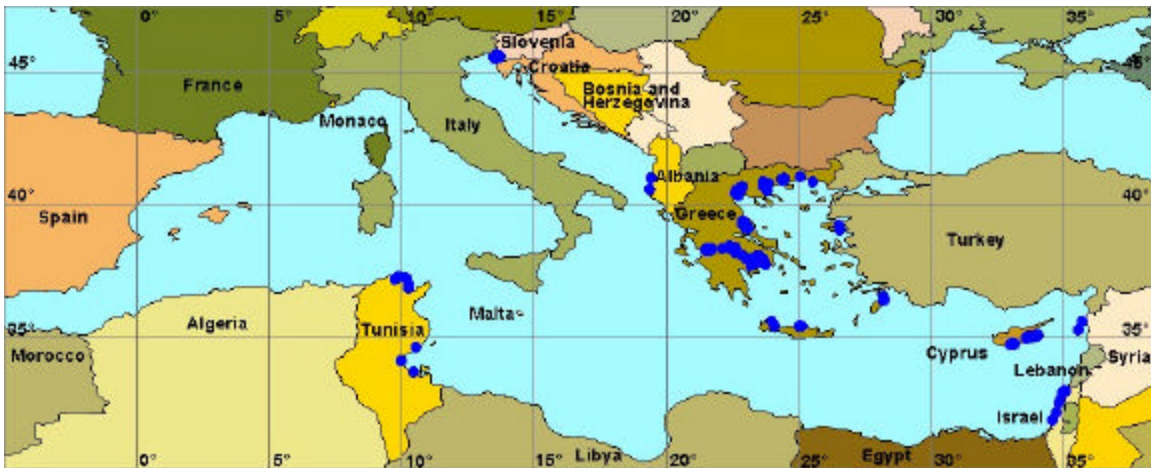 0° 5° 10° 15° 20° 25° 30° 35°
Slovenia
45° 45°
Croatia
France
Bosnia and
Herzegovina
Monaco
Italy
Albania
40° 40°
Spain
Greece
Turkey
Malta
Algeria
Tunisia
35° 35°
Morocco
Cyprus
Syria
Lebanon
Israel
Libya
Egypt
0° 5° 10° 15° 20° 25° 30° 35°